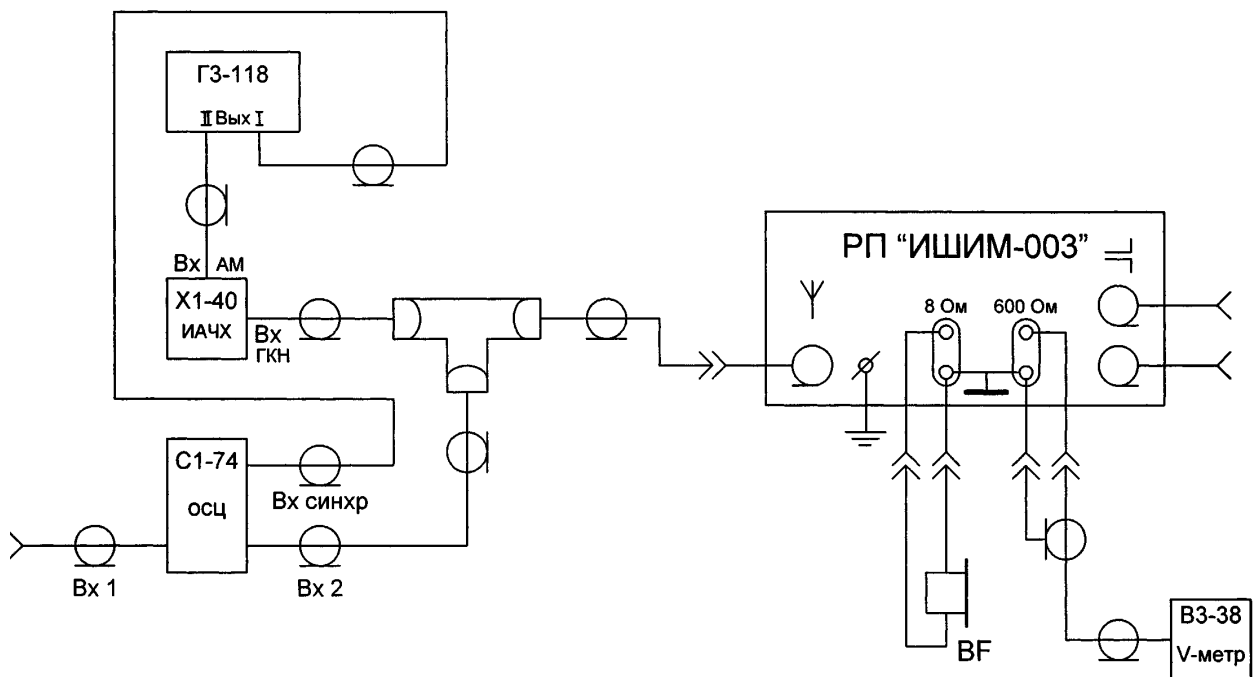 Г3-118
II Вых I
Вх АМ
Х1-40
ИАЧХ
Вх
ГКН
РП “ИШИМ-003”
8 Ом
600 Ом
С1-74
осц
Вх синхр
Вх 1
Вх 2
BF
В3-38
V-метр